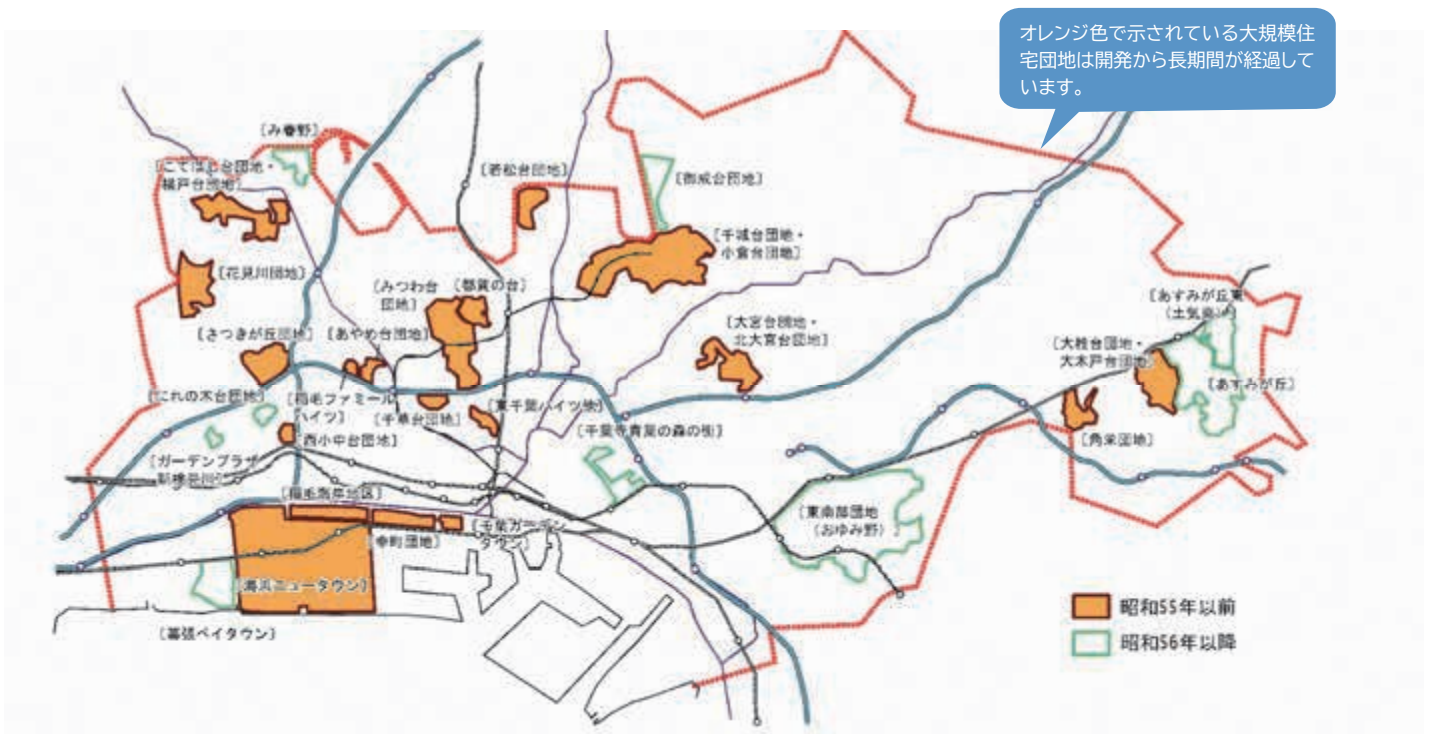 オレンジ色で示されている大規模住
宅団地は開発から長期間が経過して
います。
〔み春野〕
〔こてはし台団地・
横戸台団地〕
〔若松台団地〕
〔御成台団地〕
〔千城台団地・
小倉台団地〕
〔花見川団地〕
〔みつわ台
団地〕
〔都賀の台〕
〔さつきが丘団地〕
〔あやめ台団地〕
〔大宮台団地・
北大宮台団地〕
〔あすみが丘東
〔大椎台団地・
大木戸台団地〕
〔あすみが丘〕
〔にれの木台団地〕
〔稲毛ファミール
ハイツ〕
〔千草台団地〕
〔東千葉ハイツ他〕
〔千葉寺青葉の森の街〕
〔角栄団地〕
〔西小中台団地〕
〔ガーデンプラザ
新検見川〕
〔稲毛海岸地区〕
〔幸町団地〕
〔千葉ガーデン
タウン〕
〔東南部団地
（おゆみ野）〕
〔海浜ニュータウン〕
〔幕張ベイタウン〕
昭和55年以前
昭和56年以降